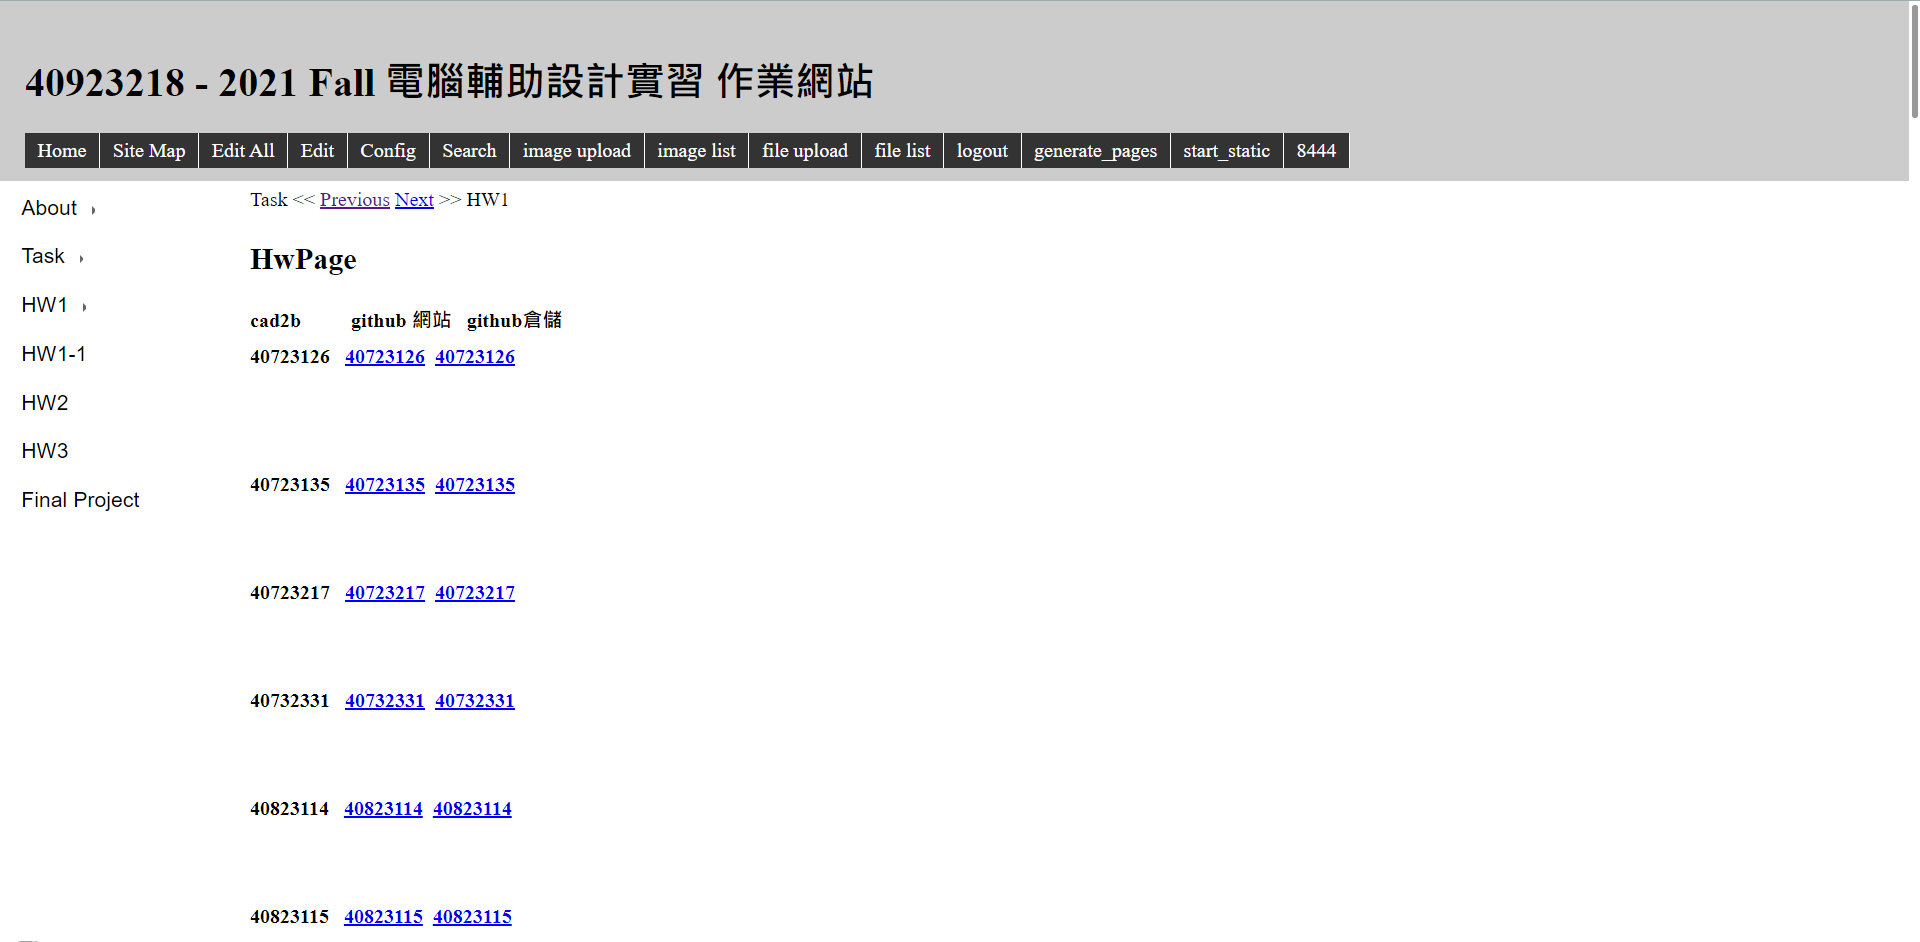 40923218 - 2021 Fall 電腦輔助設計實習 作業網站
Home Site Map Edit All Edit Config Search image upload image list file upload file list logout generate_pages start_static 8444
About
Task
HW1
HW1-1
HW2
HW3
Final Project
Task << Previous Next >> HW1
HwPage
cad2b github 網站 github倉儲
40723126 40723126 40723126
40723135 40723135 40723135
40723217 40723217 40723217
40732331 40732331 40732331
40823114 40823114 40823114
40823115 40823115 40823115